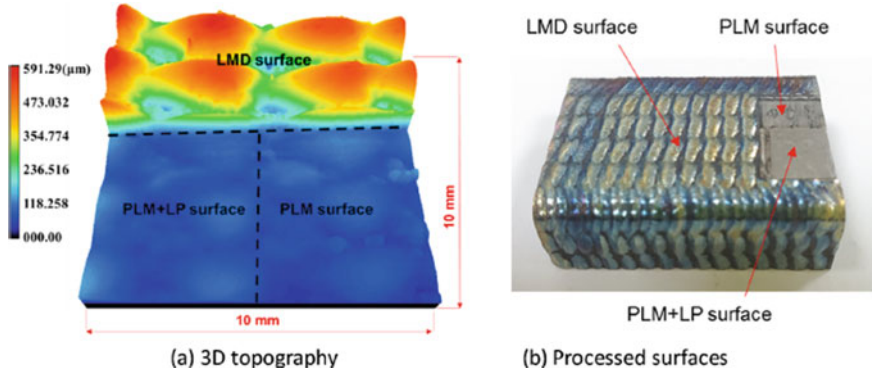 591.29(µm)
473.032
354.774
236.516
118.258
000.00
LMD surface
PLM+LP surface
PLM surface
10 mm
10 mm
(a) 3D topography
LMD surface
PLM surface
PLM+LP surface
(b) Processed surfaces